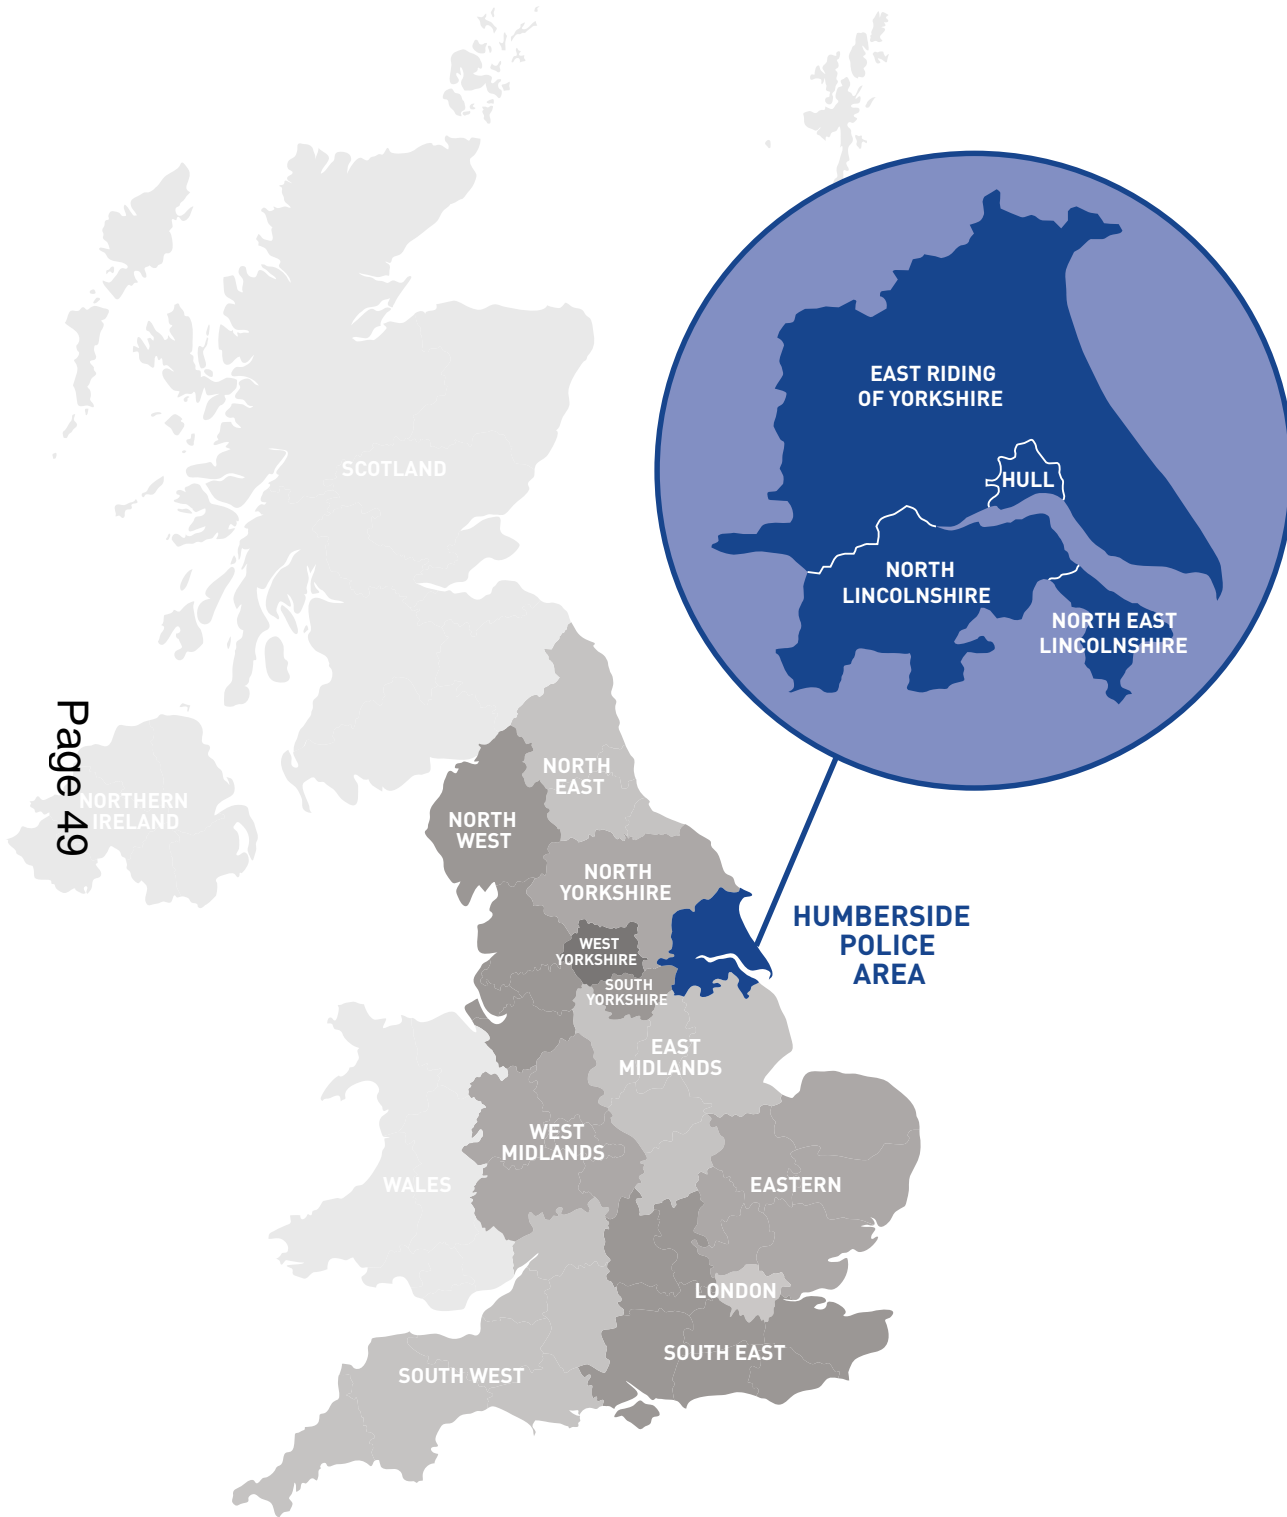 EAST RIDING
OF YORKSHIRE
HULL
NORTH
LINCOLNSHIRE
NORTH EAST
LINCOLNSHIRE
SCOTLAND
Page 49
NORTHERN
IRELAND
NORTH
EAST
NORTH
WEST
NORTH
YORKSHIRE
HUMBERSIDE
POLICE
AREA
WEST
YORKSHIRE
SOUTH
YORKSHIRE
EAST
MIDLANDS
WEST
MIDLANDS
WALES
EASTERN
LONDON
SOUTH EAST
SOUTH WEST